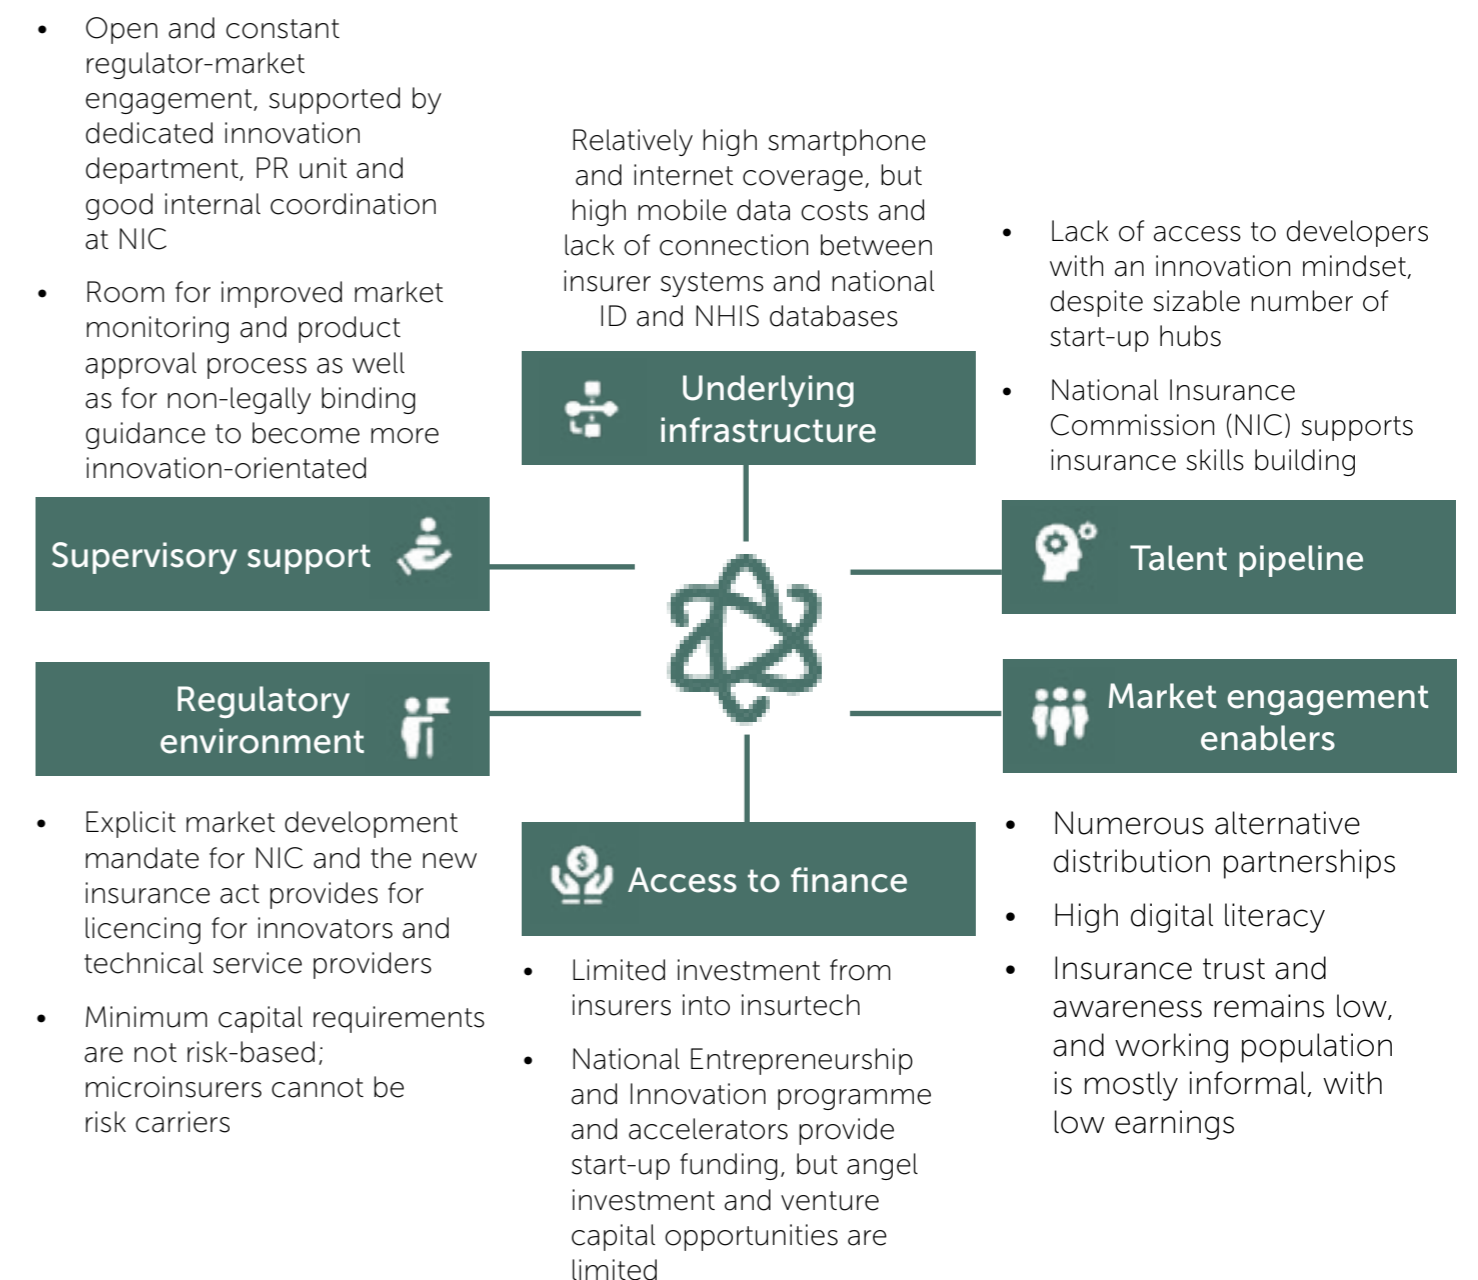 • Open and constant
regulator-market
engagement, supported by
dedicated innovation
department, PR unit and
good internal coordination
at NIC
• Room for improved market
monitoring and product
approval process as well
as for non-legally binding
guidance to become more
innovation-orientated
Supervisory support
Relatively high smartphone
and internet coverage, but
high mobile data costs and
lack of connection between
insurer systems and national
ID and NHIS databases
Underlying
infrastructure
• Lack of access to developers
with an innovation mindset,
despite sizable number of
start-up hubs
• National Insurance
Commission (NIC) supports
insurance skills building
Talent pipeline
Regulatory
environment
• Explicit market development
mandate for NIC and the new
insurance act provides for
licencing for innovators and
technical service providers
• Minimum capital requirements
are not risk-based;
microinsurers cannot be
risk carriers
Access to finance
• Limited investment from
insurers into insurtech
• National Entrepreneurship
and Innovation programme
and accelerators provide
start-up funding, but angel
investment and venture
capital opportunities are
limited
Market engagement
enablers
• Numerous alternative
distribution partnerships
• High digital literacy
• Insurance trust and
awareness remains low,
and working population
is mostly informal, with
low earnings